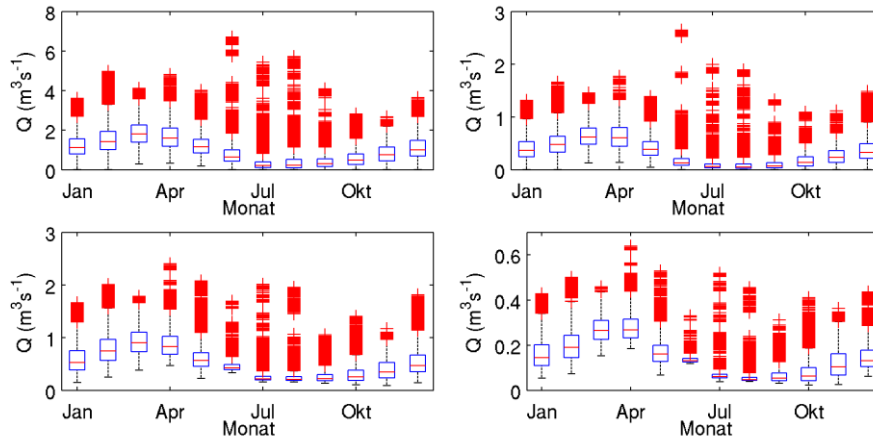 8
6
4
2
0
Q (m³s⁻¹)
Jan Apr Jul Okt
Monat
3
2
1
0
Q (m³s⁻¹)
Jan Apr Jul Okt
Monat
3
2
1
0
Q (m³s⁻¹)
Jan Apr Jul Okt
Monat
0.6
0.4
0.2
0
Q (m³s⁻¹)
Jan Apr Jul Okt
Monat